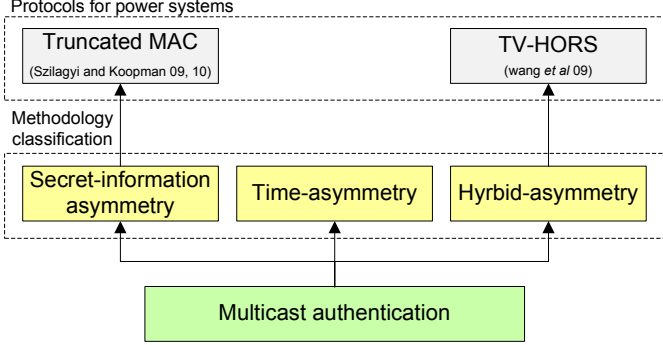 Protocols for power systems
Truncated MAC
(Szilagyi and Koopman 09, 10)
TV-HORS
(wang et al 09)
Methodology
classification
Secret-information
asymmetry
Time-asymmetry
Hyrbid-asymmetry
Multicast authentication